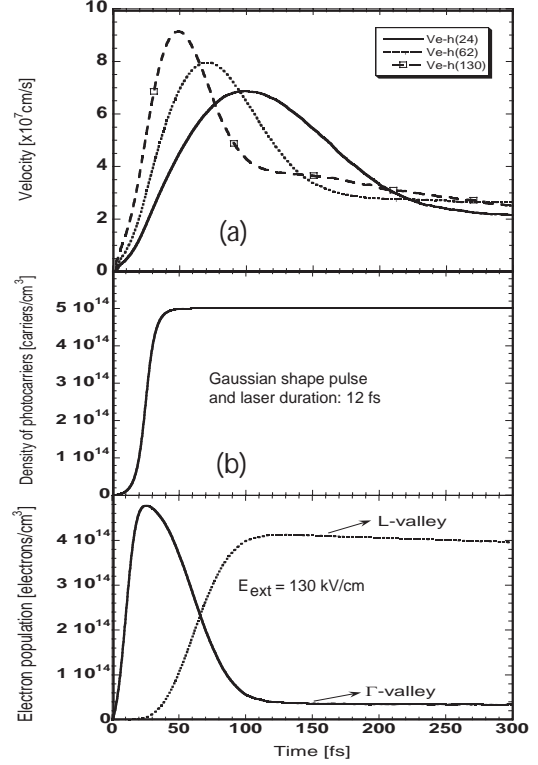 10
8
6
4
2
0
Velocity [x10⁷cm/s]
Ve-h(24)
Ve-h(62)
Ve-h(130)
(a)
5 10¹⁴
4 10¹⁴
3 10¹⁴
2 10¹⁴
1 10¹⁴
0
Density of photocarriers [carriers/cm³]
Gaussian shape pulse
and laser duration: 12 fs
(b)
4 10¹⁴
3 10¹⁴
2 10¹⁴
1 10¹⁴
0
Electron population [electrons/cm³]
L-valley
E_ext = 130 kV/cm
Γ-valley
0 50 100 150 200 250 300
Time [fs]